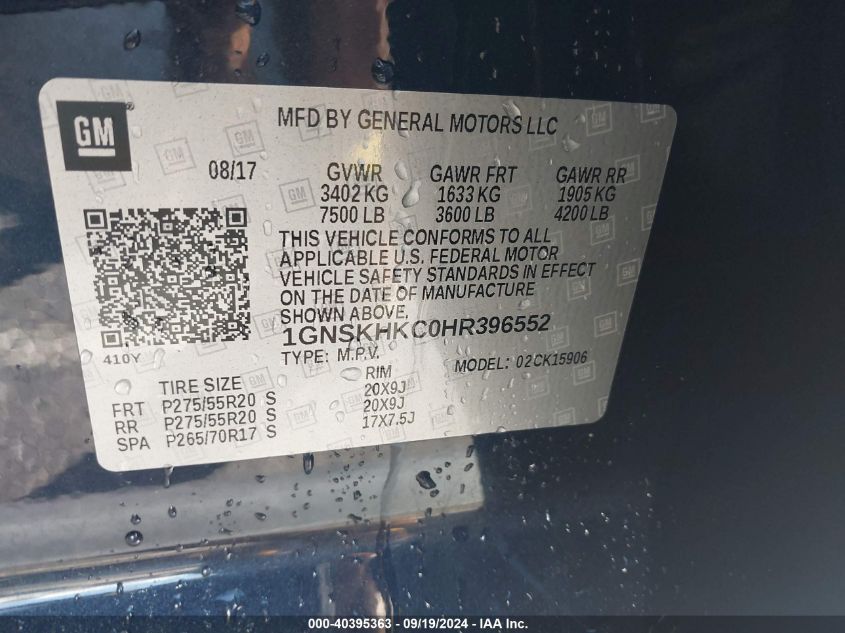 GM
MFD BY GENERAL MOTORS LLC
08/17
GVWR GAWR FRT GAWR RR
3402 KG 1633 KG 1905 KG
7500 LB 3600 LB 4200 LB
THIS VEHICLE CONFORMS TO ALL
APPLICABLE U.S. FEDERAL MOTOR
VEHICLE SAFETY STANDARDS IN EFFECT
ON THE DATE OF MANUFACTURE
SHOWN ABOVE.
1GNSKHKC0HR396552
410Y
TYPE: M.P.V. MODEL: 02CK15906
TIRE SIZE RIM
FRT P275/55R20 S 20X9J
RR P275/55R20 S 20X9J
SPA P265/70R17 S 17X7.5J
000-40395363 - 09/19/2024 - IAA Inc.